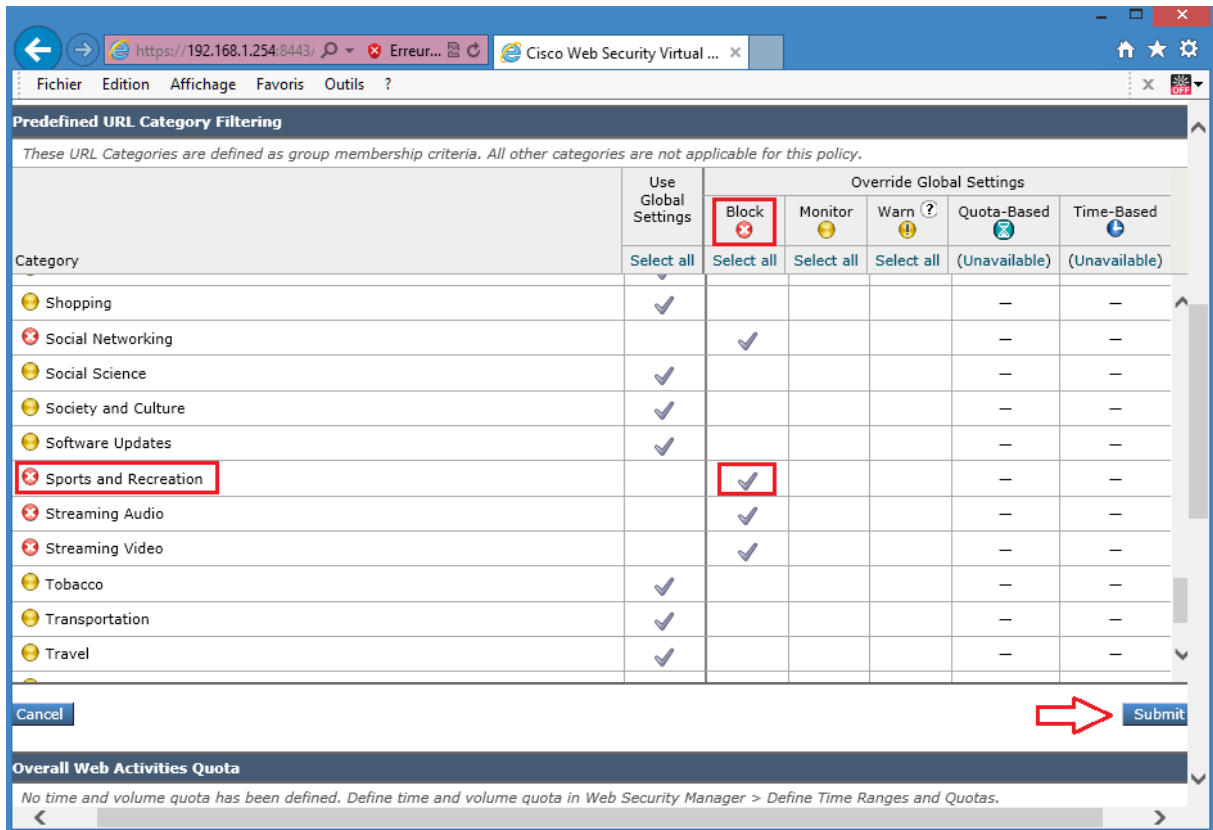 https://192.168.1.254:8443/ Erreur... Cisco Web Security Virtual ...
Fichier Edition Affichage Favoris Outils ? OFF
Predefined URL Category Filtering
These URL Categories are defined as group membership criteria. All other categories are not applicable for this policy.
Use Global Settings
Override Global Settings
Block Monitor Warn ? Quota-Based Time-Based
Category Select all Select all Select all Select all (Unavailable) (Unavailable)
Shopping – –
Social Networking – –
Social Science – –
Society and Culture – –
Software Updates – –
Sports and Recreation – –
Streaming Audio – –
Streaming Video – –
Tobacco – –
Transportation – –
Travel – –
Cancel Submit
Overall Web Activities Quota
No time and volume quota has been defined. Define time and volume quota in Web Security Manager > Define Time Ranges and Quotas.